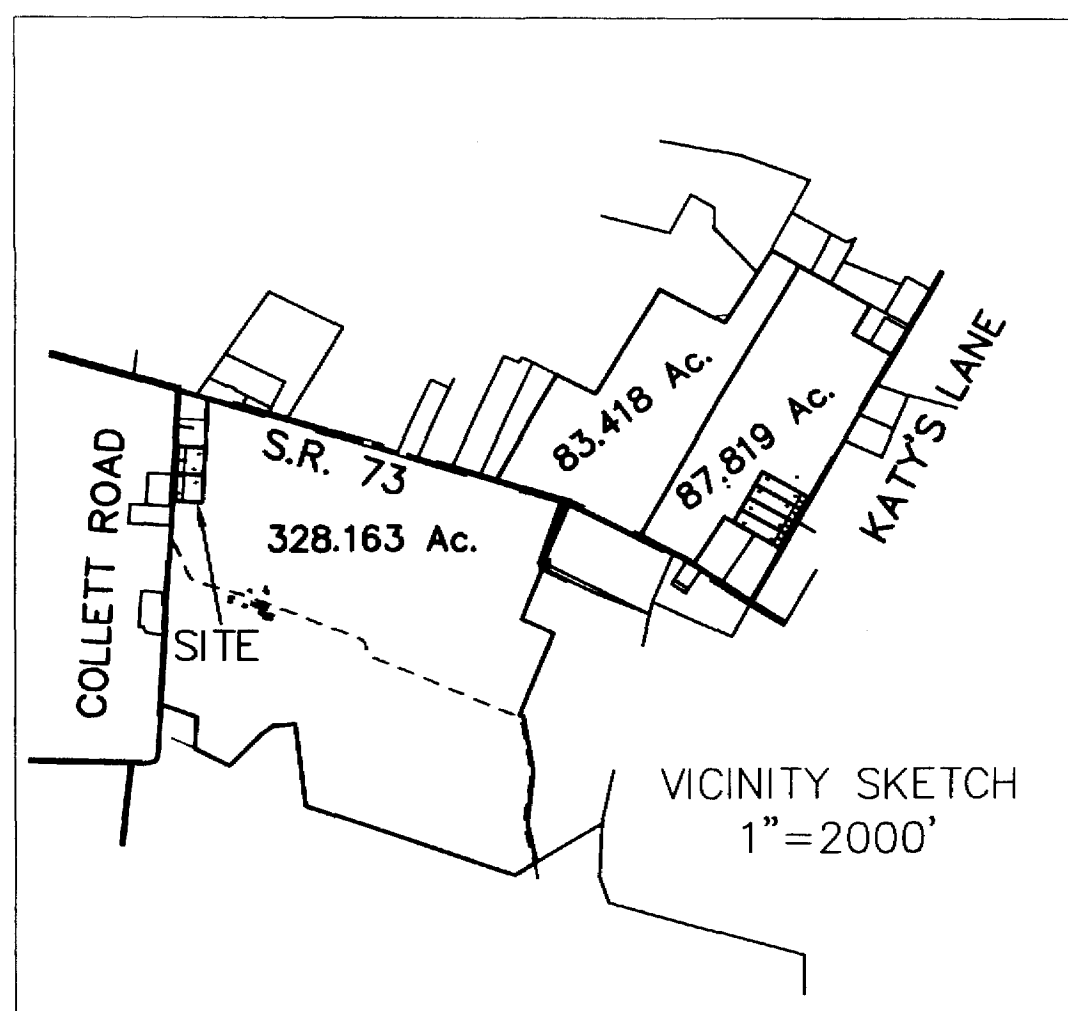 KATY'S LANE
83.418 Ac.
87.819 Ac.
S.R. 73
COLLETT ROAD
328.163 Ac.
SITE
VICINITY SKETCH
1"=2000'